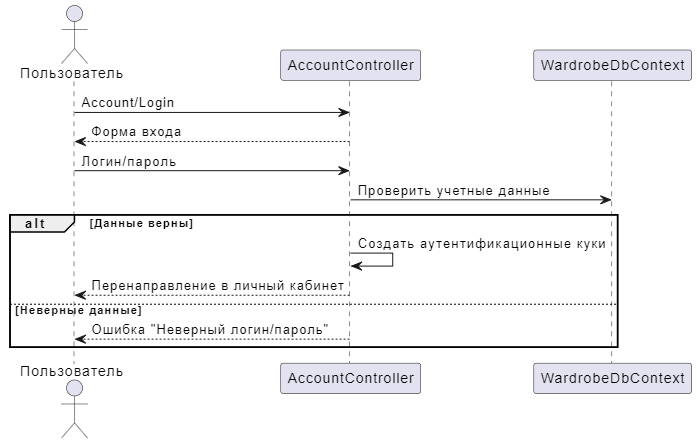 Пользователь
AccountController
WardrobeDbContext
Account/Login
Форма входа
Логин/пароль
Проверить учетные данные
alt
[Данные верны]
Создать аутентификационные куки
Перенаправление в личный кабинет
[Неверные данные]
Ошибка "Неверный логин/пароль"
Пользователь
AccountController
WardrobeDbContext